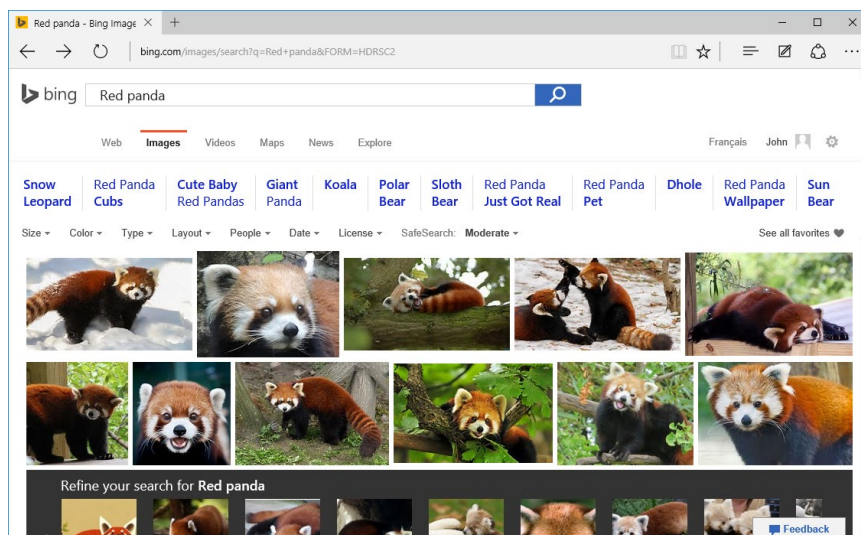 Red panda - Bing Image
bing.com/images/search?q=Red+panda&FORM=HDRSC2
bing Red panda
Web Images Videos Maps News Explore Français John
Snow Leopard Red Panda Cubs Cute Baby Red Pandas Giant Panda Koala Polar Bear Sloth Bear Red Panda Just Got Real Red Panda Pet Dhole Red Panda Wallpaper Sun Bear
Size Color Type Layout People Date License SafeSearch: Moderate See all favorites
Refine your search for Red panda
Feedback